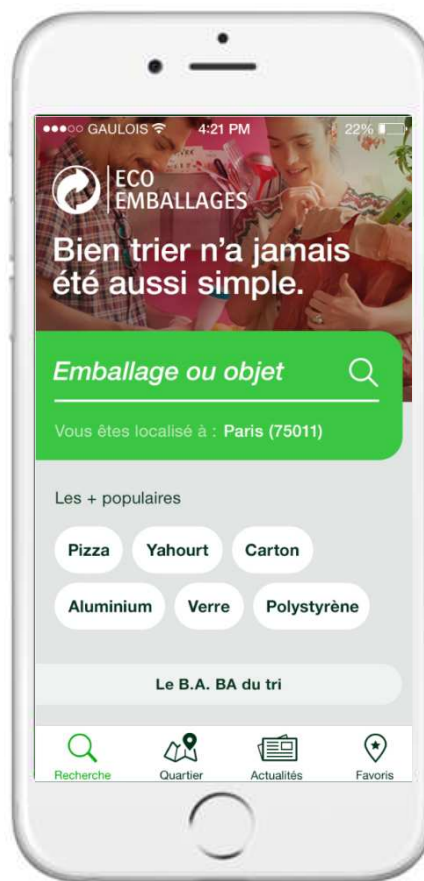 GAULOIS 4:21 PM 22%
ECO
EMBALLAGES
Bien trier n'a jamais
été aussi simple.
Emballage ou objet
Vous êtes localisé à : Paris (75011)
Les + populaires
Pizza Yahourt Carton
Aluminium Verre Polystyrène
Le B.A. BA du tri
Recherche Quartier Actualités Favoris